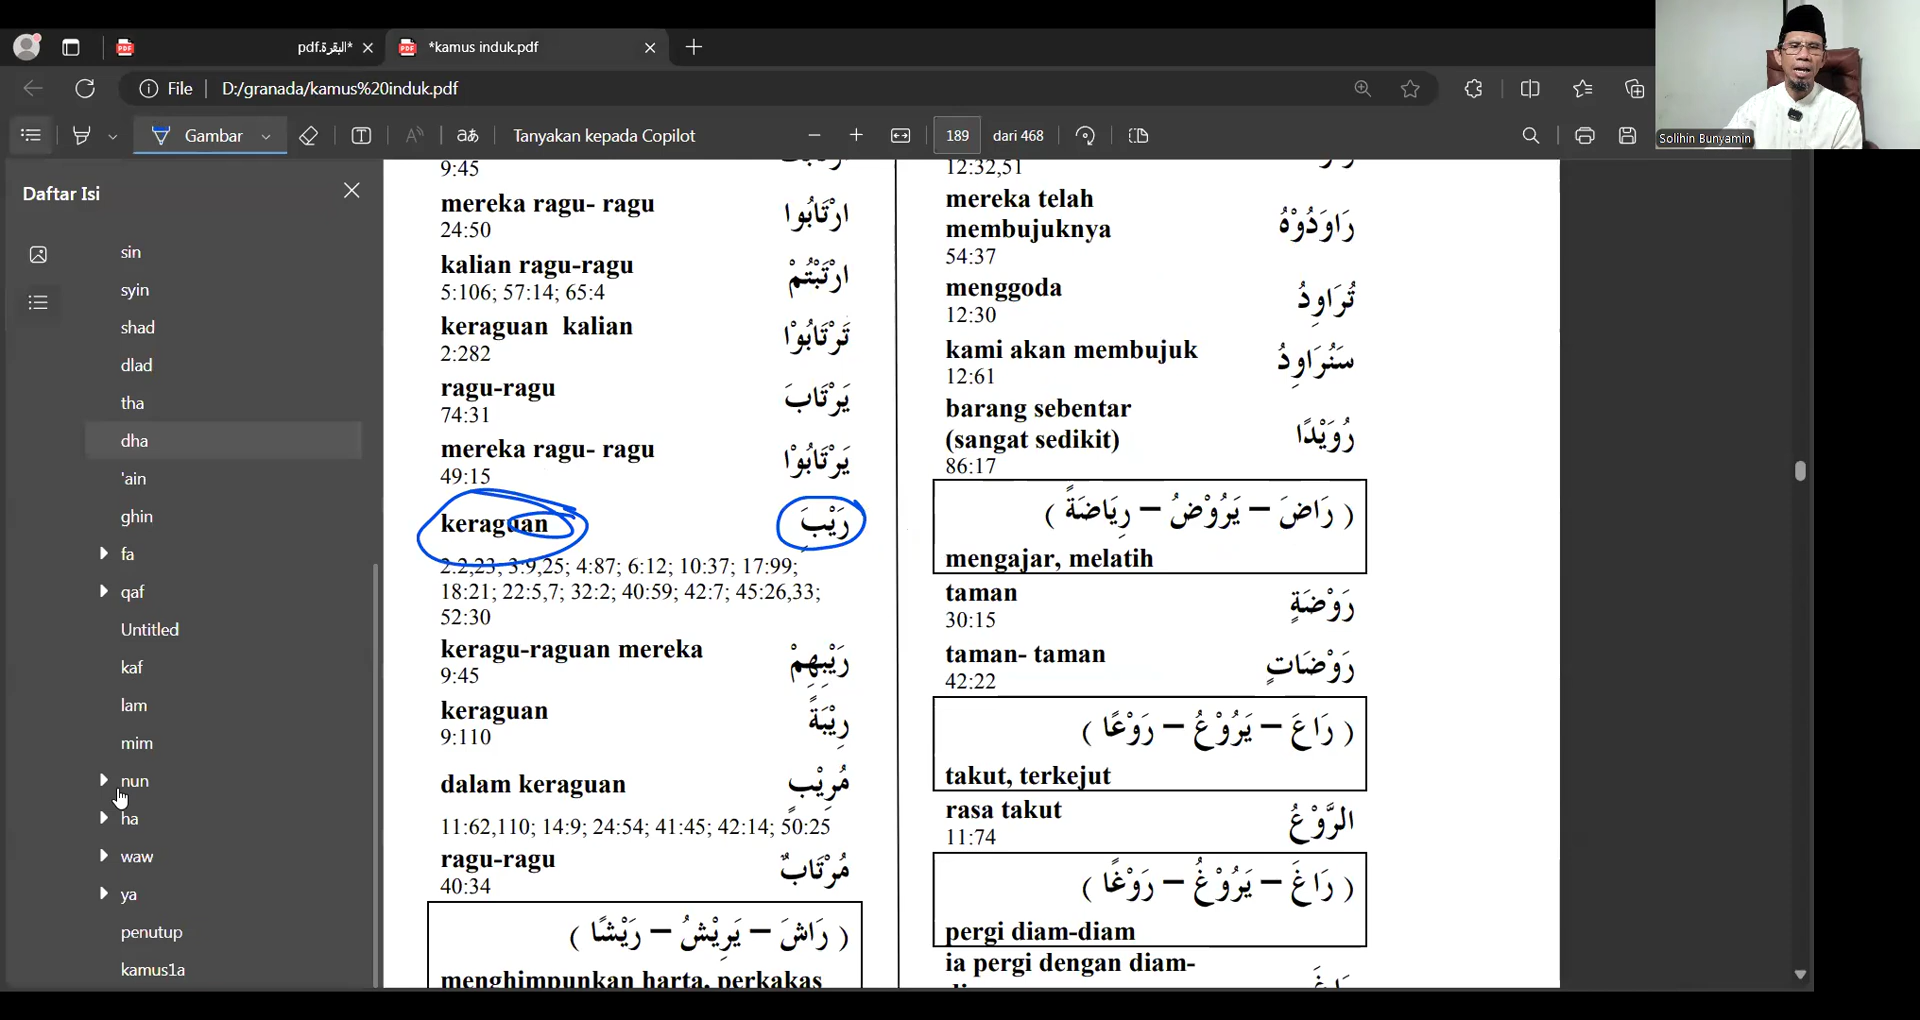 البقرة.pdf*
*kamus induk.pdf
File
D:/granada/kamus%20induk.pdf
Gambar
aあ
Tanyakan kepada Copilot
189
dari 468
Solihin Bunyamin
Daftar Isi
sin
syin
shad
dlad
tha
dha
'ain
ghin
fa
qaf
Untitled
kaf
lam
mim
nun
ha
waw
ya
penutup
kamus1a
9:45
mereka ragu- ragu ارْتَابُوا
24:50
kalian ragu-ragu ارْتَبْتُمْ
5:106; 57:14; 65:4
keraguan kalian تَرْتَابُوْا
2:282
ragu-ragu يَرْتَابَ
74:31
mereka ragu- ragu يَرْتَابُوْا
49:15
keraguan رَيْبَ
2:2,23; 3:9,25; 4:87; 6:12; 10:37; 17:99;
18:21; 22:5,7; 32:2; 40:59; 42:7; 45:26,33;
52:30
keragu-raguan mereka رَيْبِهِمْ
9:45
keraguan رِيْبَةً
9:110
dalam keraguan مُرِيْبٍ
11:62,110; 14:9; 24:54; 41:45; 42:14; 50:25
ragu-ragu مُرْتَابٌ
40:34
( رَاشَ – يَرِيْشُ – رَيْشًا )
menghimpunkan harta, perkakas
12:32,51
mereka telah
membujuknya رَاوَدُوْهُ
54:37
menggoda تُرَاوِدُ
12:30
kami akan membujuk سَنُرَاوِدُ
12:61
barang sebentar
(sangat sedikit) رُوَيْدًا
86:17
( رَاضَ – يَرُوْضُ – رِيَاضَةً )
mengajar, melatih
taman رَوْضَةٍ
30:15
taman- taman رَوْضَاتٍ
42:22
( رَاعَ – يَرُوْعُ – رَوْعًا )
takut, terkejut
rasa takut الرَّوْعُ
11:74
( رَاغَ – يَرُوْغُ – رَوْغًا )
pergi diam-diam
ia pergi dengan diam-